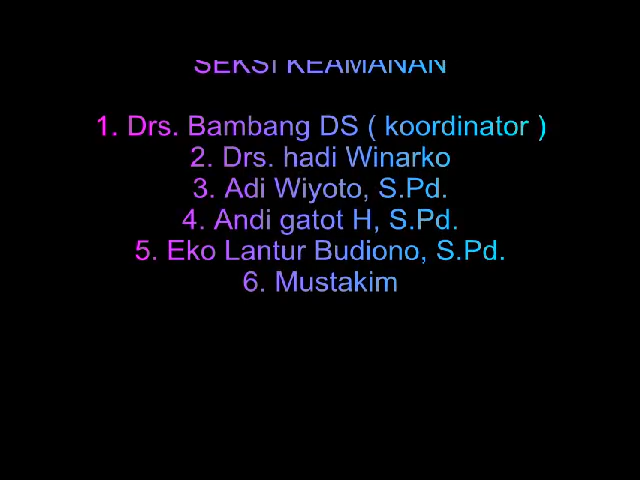 SEKSI KEAMANAN
1. Drs. Bambang DS ( koordinator )
2. Drs. hadi Winarko
3. Adi Wiyoto, S.Pd.
4. Andi gatot H, S.Pd.
5. Eko Lantur Budiono, S.Pd.
6. Mustakim